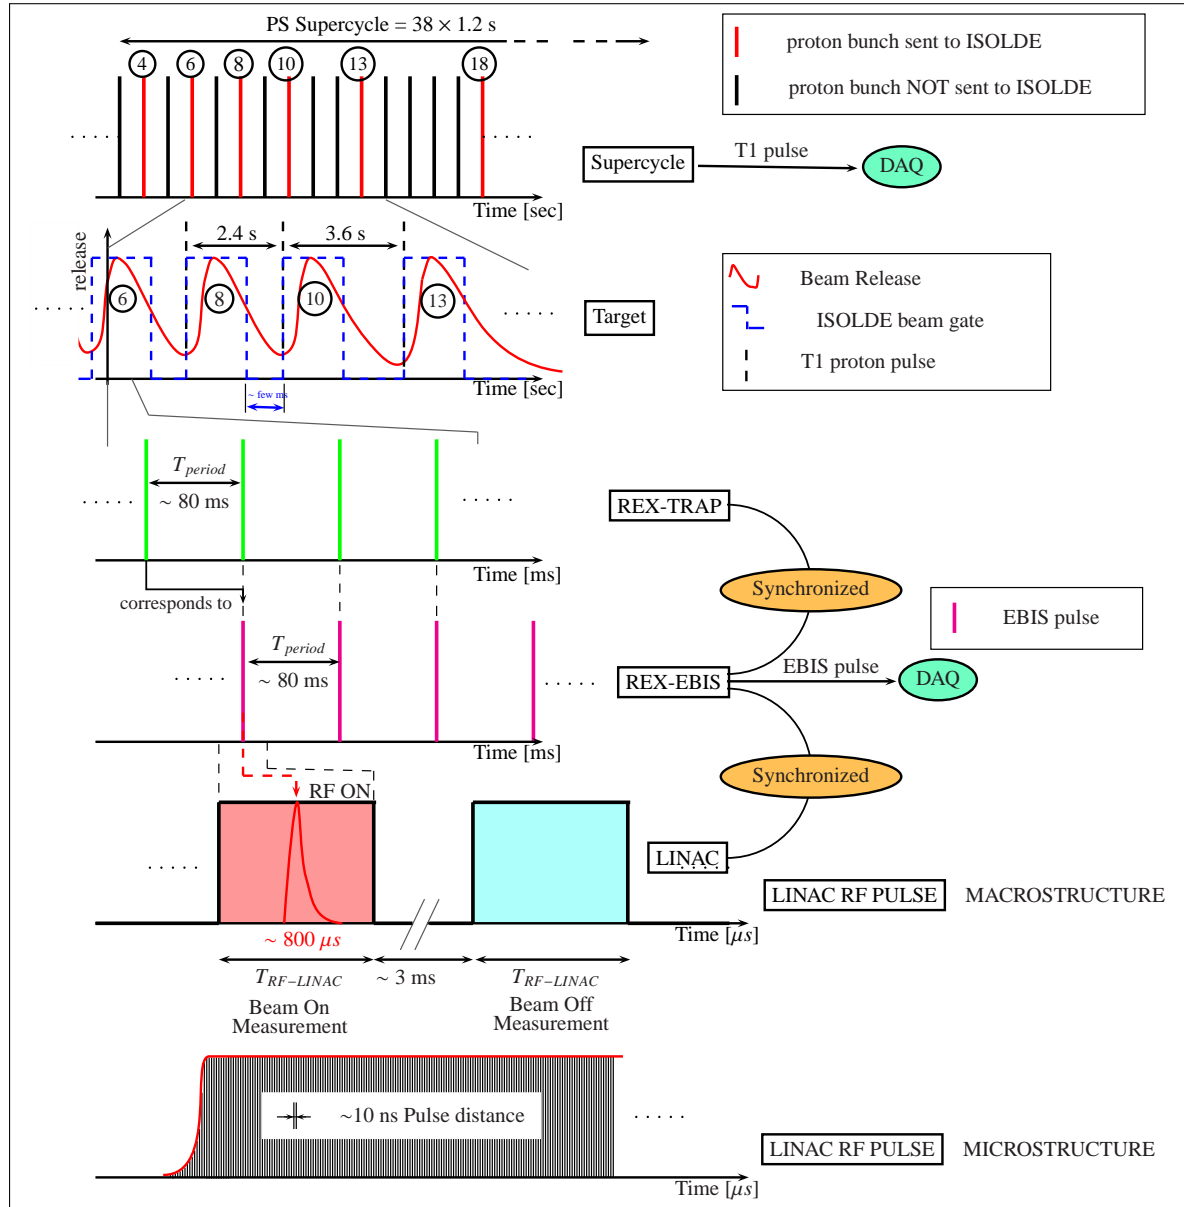 PS Supercycle = 38 × 1.2 s
4 6 8 10 13 18
proton bunch sent to ISOLDE
proton bunch NOT sent to ISOLDE
. . . . . . . . . .
Supercycle
T1 pulse
DAQ
Time [sec]
release
2.4 s
3.6 s
6 8 10 13
. . . . . . . . . .
Target
Beam Release
ISOLDE beam gate
T1 proton pulse
~ few ms
Time [sec]
T_period
~ 80 ms
. . . . . . . . . .
REX-TRAP
Time [ms]
corresponds to
Synchronized
EBIS pulse
T_period
~ 80 ms
. . . . . . . . . .
REX-EBIS
EBIS pulse
DAQ
Time [ms]
Synchronized
RF ON
. . . . .
LINAC
. . . . .
LINAC RF PULSE MACROSTRUCTURE
~ 800 μs
Time [μs]
T_RF−LINAC
~ 3 ms
T_RF−LINAC
Beam On
Measurement
Beam Off
Measurement
~10 ns Pulse distance
. . . . .
LINAC RF PULSE MICROSTRUCTURE
Time [μs]